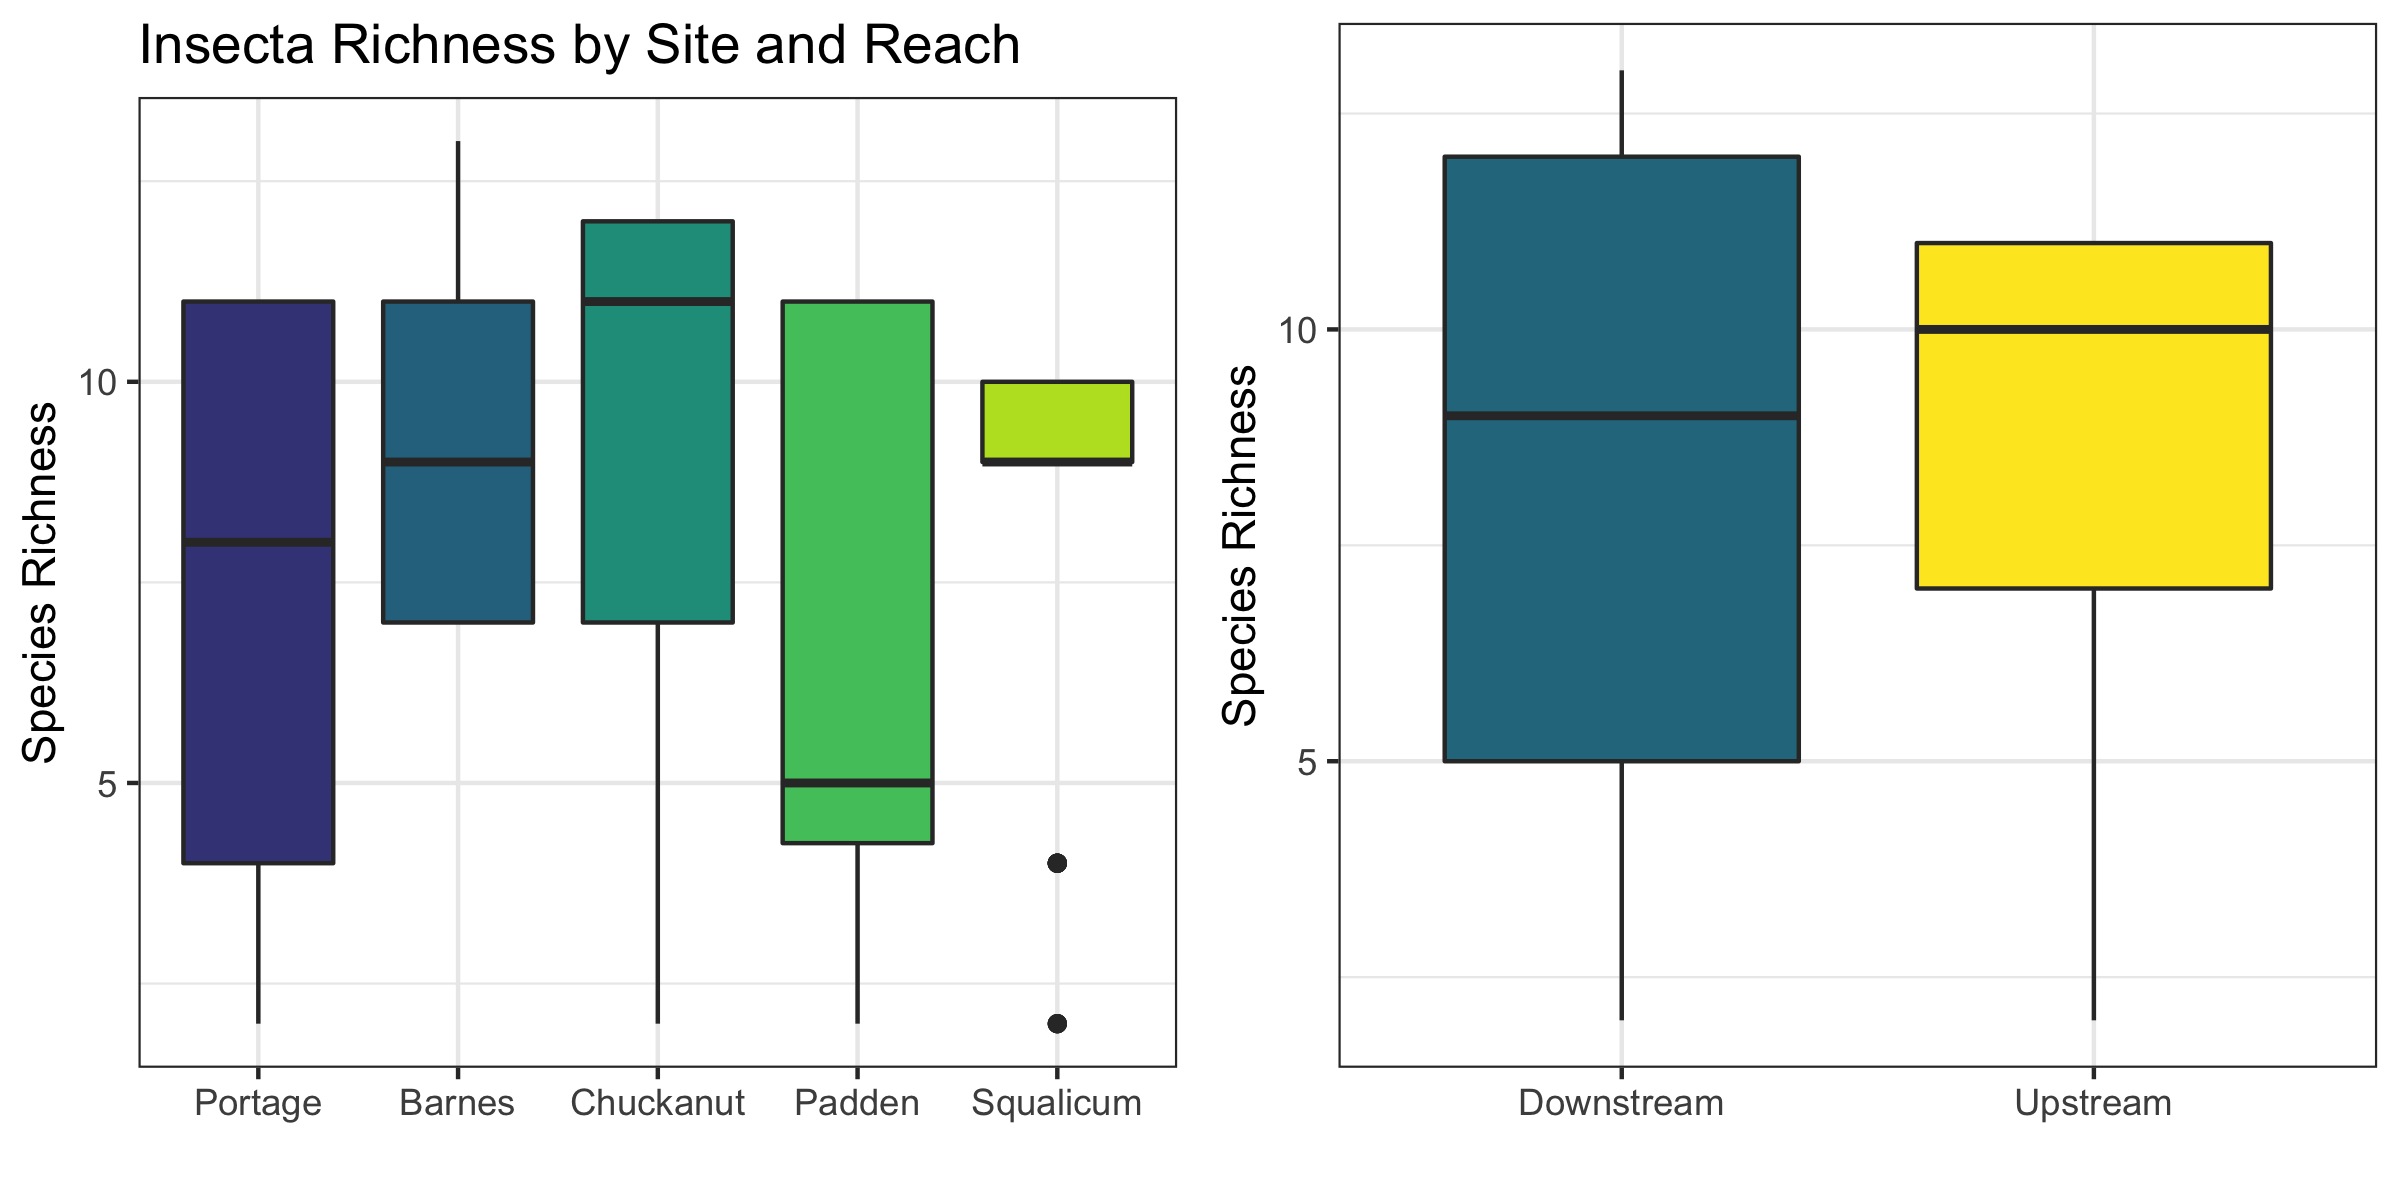 Insecta Richness by Site and Reach
Species Richness
10
5
Portage Barnes Chuckanut Padden Squalicum
Species Richness
10
5
Downstream Upstream